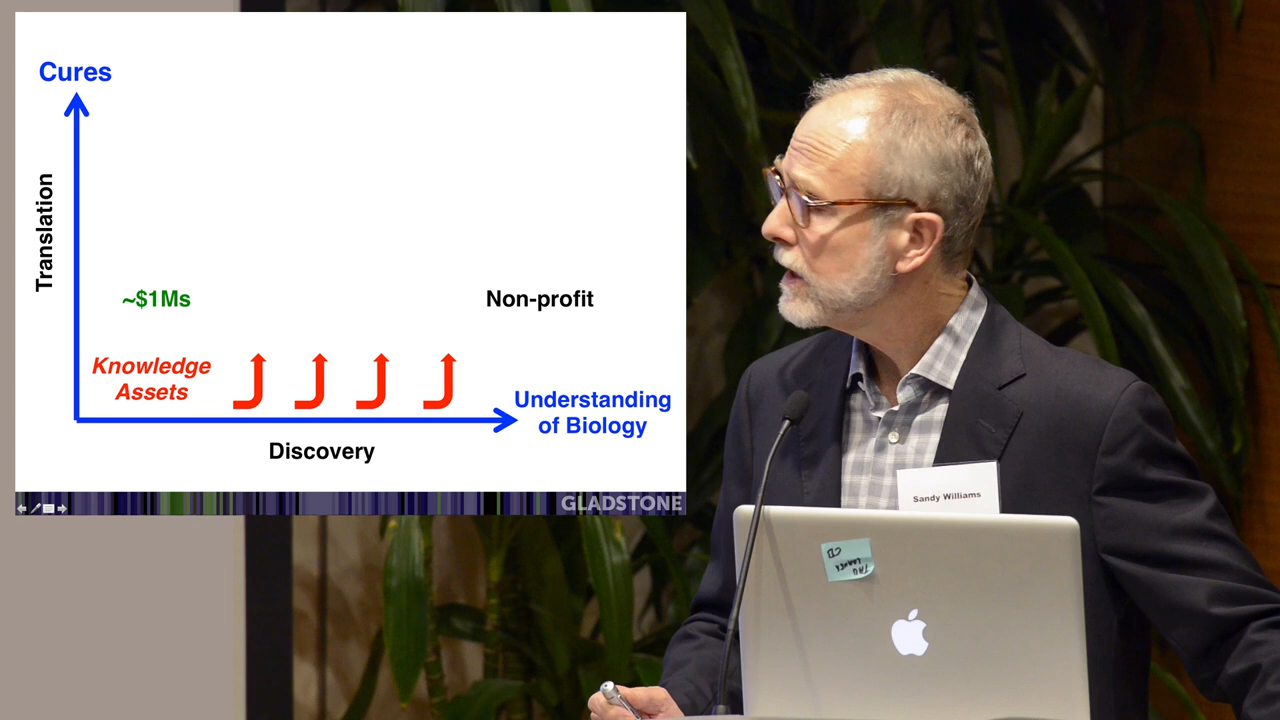 Cures
Translation
~$1Ms
Non-profit
Knowledge
Assets
Understanding
of Biology
Discovery
GLADSTONE
Sandy Williams